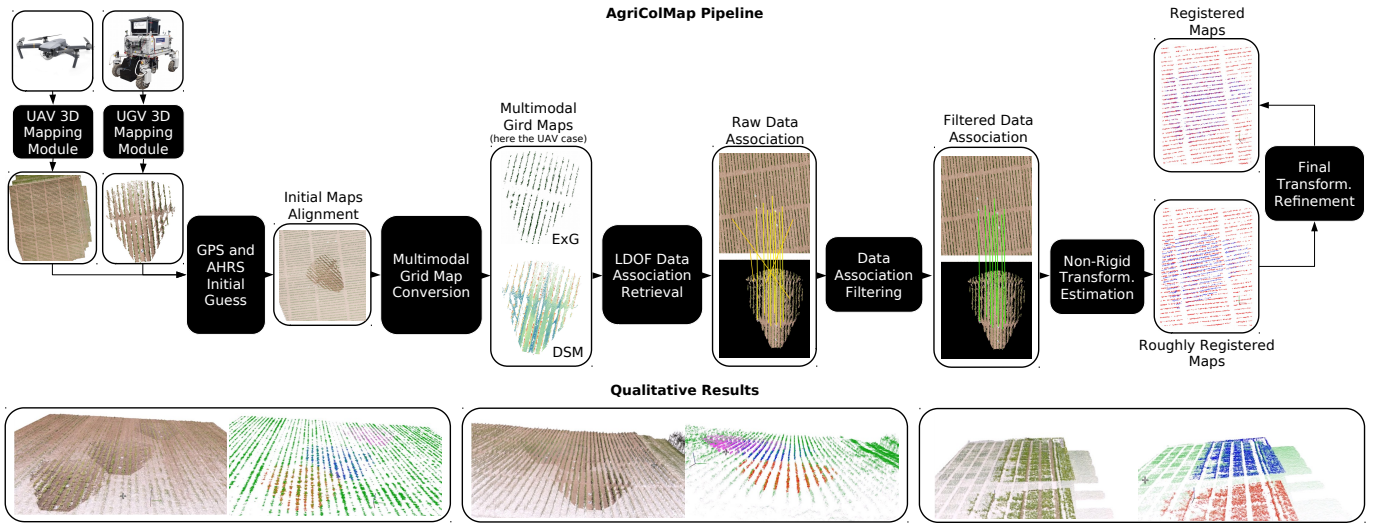 AgriColMap Pipeline
UAV 3D
Mapping
Module
UGV 3D
Mapping
Module
GPS and
AHRS
Initial
Guess
Initial Maps
Alignment
Multimodal
Grid Map
Conversion
Multimodal
Gird Maps
(here the UAV case)
ExG
DSM
LDOF Data
Association
Retrieval
Raw Data
Association
Data
Association
Filtering
Filtered Data
Association
Non-Rigid
Transform.
Estimation
Registered
Maps
Roughly Registered
Maps
Final
Transform.
Refinement
Qualitative Results